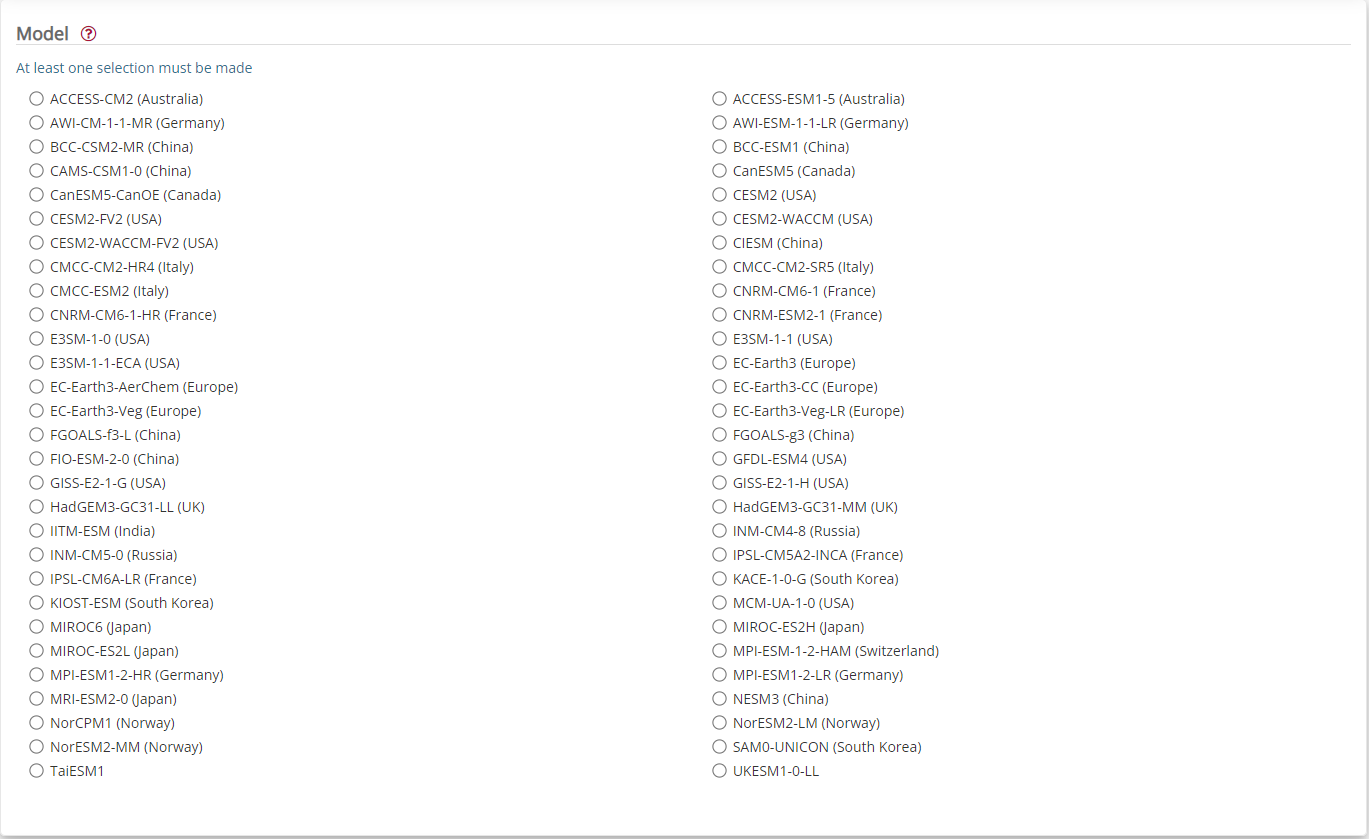 Model ?
At least one selection must be made
ACCESS-CM2 (Australia)
ACCESS-ESM1-5 (Australia)
AWI-CM-1-1-MR (Germany)
AWI-ESM-1-1-LR (Germany)
BCC-CSM2-MR (China)
BCC-ESM1 (China)
CAMS-CSM1-0 (China)
CanESM5 (Canada)
CanESM5-CanOE (Canada)
CESM2 (USA)
CESM2-FV2 (USA)
CESM2-WACCM (USA)
CESM2-WACCM-FV2 (USA)
CIESM (China)
CMCC-CM2-HR4 (Italy)
CMCC-CM2-SR5 (Italy)
CMCC-ESM2 (Italy)
CNRM-CM6-1 (France)
CNRM-CM6-1-HR (France)
CNRM-ESM2-1 (France)
E3SM-1-0 (USA)
E3SM-1-1 (USA)
E3SM-1-1-ECA (USA)
EC-Earth3 (Europe)
EC-Earth3-AerChem (Europe)
EC-Earth3-CC (Europe)
EC-Earth3-Veg (Europe)
EC-Earth3-Veg-LR (Europe)
FGOALS-f3-L (China)
FGOALS-g3 (China)
FIO-ESM-2-0 (China)
GFDL-ESM4 (USA)
GISS-E2-1-G (USA)
GISS-E2-1-H (USA)
HadGEM3-GC31-LL (UK)
HadGEM3-GC31-MM (UK)
IITM-ESM (India)
INM-CM4-8 (Russia)
INM-CM5-0 (Russia)
IPSL-CM5A2-INCA (France)
IPSL-CM6A-LR (France)
KACE-1-0-G (South Korea)
KIOST-ESM (South Korea)
MCM-UA-1-0 (USA)
MIROC6 (Japan)
MIROC-ES2H (Japan)
MIROC-ES2L (Japan)
MPI-ESM-1-2-HAM (Switzerland)
MPI-ESM1-2-HR (Germany)
MPI-ESM1-2-LR (Germany)
MRI-ESM2-0 (Japan)
NESM3 (China)
NorCPM1 (Norway)
NorESM2-LM (Norway)
NorESM2-MM (Norway)
SAM0-UNICON (South Korea)
TaiESM1
UKESM1-0-LL